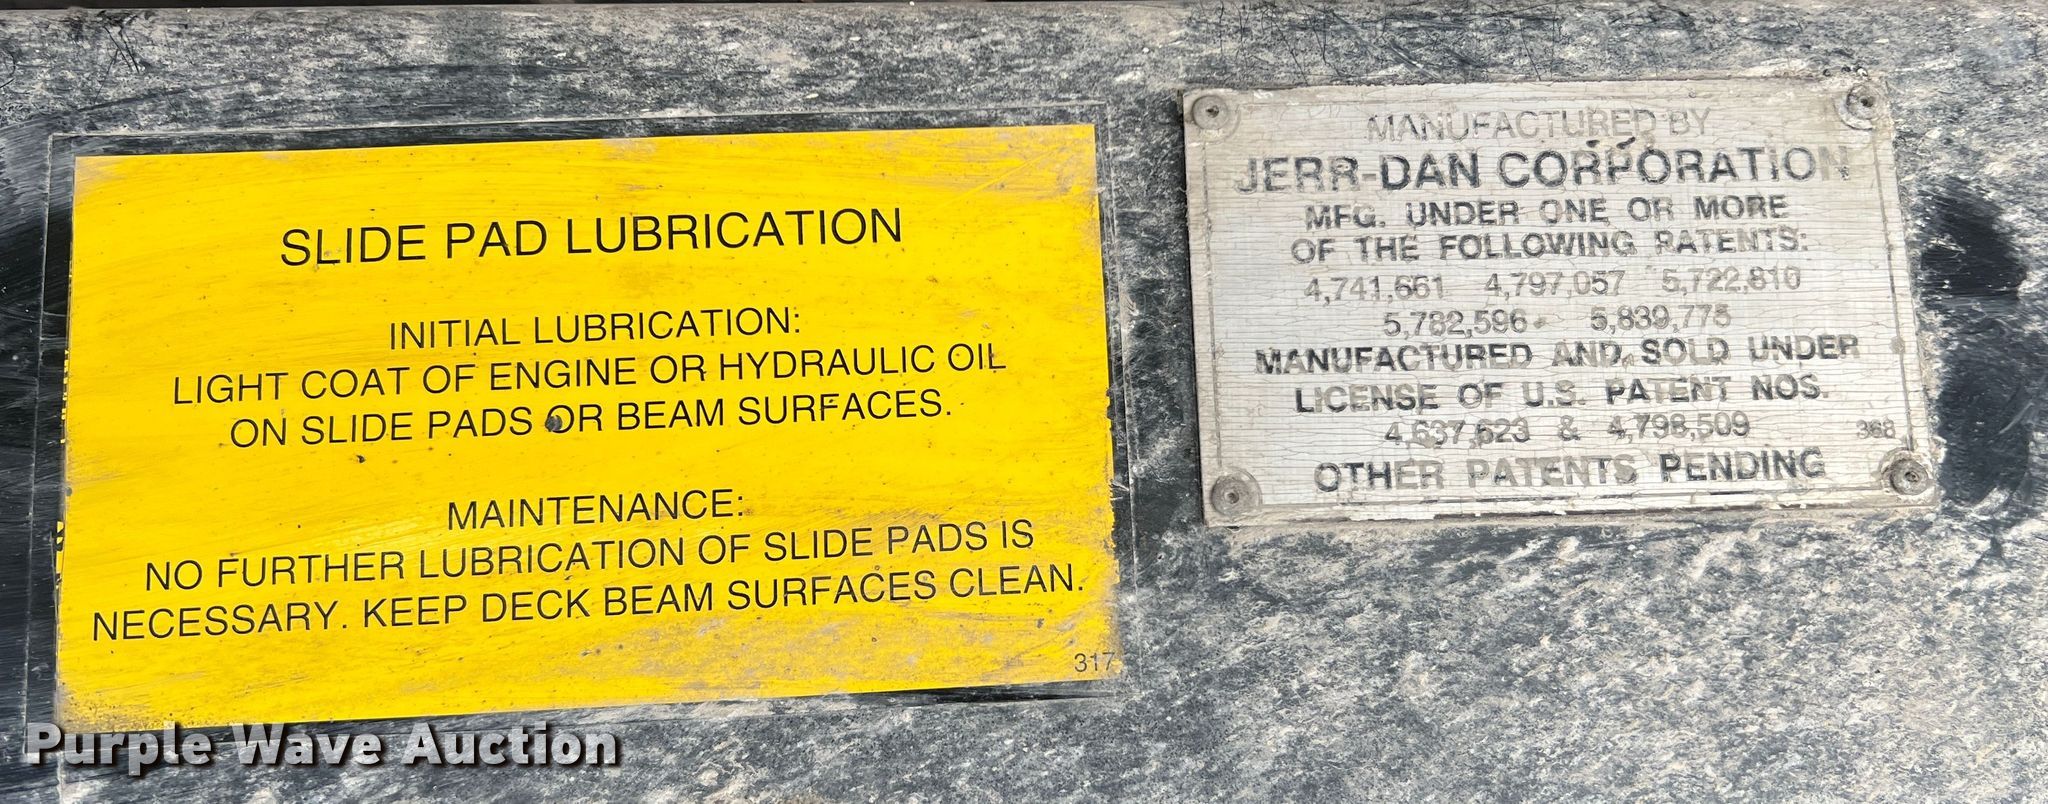 SLIDE PAD LUBRICATION
INITIAL LUBRICATION:
LIGHT COAT OF ENGINE OR HYDRAULIC OIL
ON SLIDE PADS OR BEAM SURFACES.
MAINTENANCE:
NO FURTHER LUBRICATION OF SLIDE PADS IS
NECESSARY. KEEP DECK BEAM SURFACES CLEAN.
317
MANUFACTURED BY
JERR-DAN CORPORATION
MFG. UNDER ONE OR MORE
OF THE FOLLOWING PATENTS:
4,741,661 4,797,057 5,722,810
5,782,596 5,839,775
MANUFACTURED AND SOLD UNDER
LICENSE OF U.S. PATENT NOS.
4,637,623 & 4,798,509
368
OTHER PATENTS PENDING
Purple Wave Auction